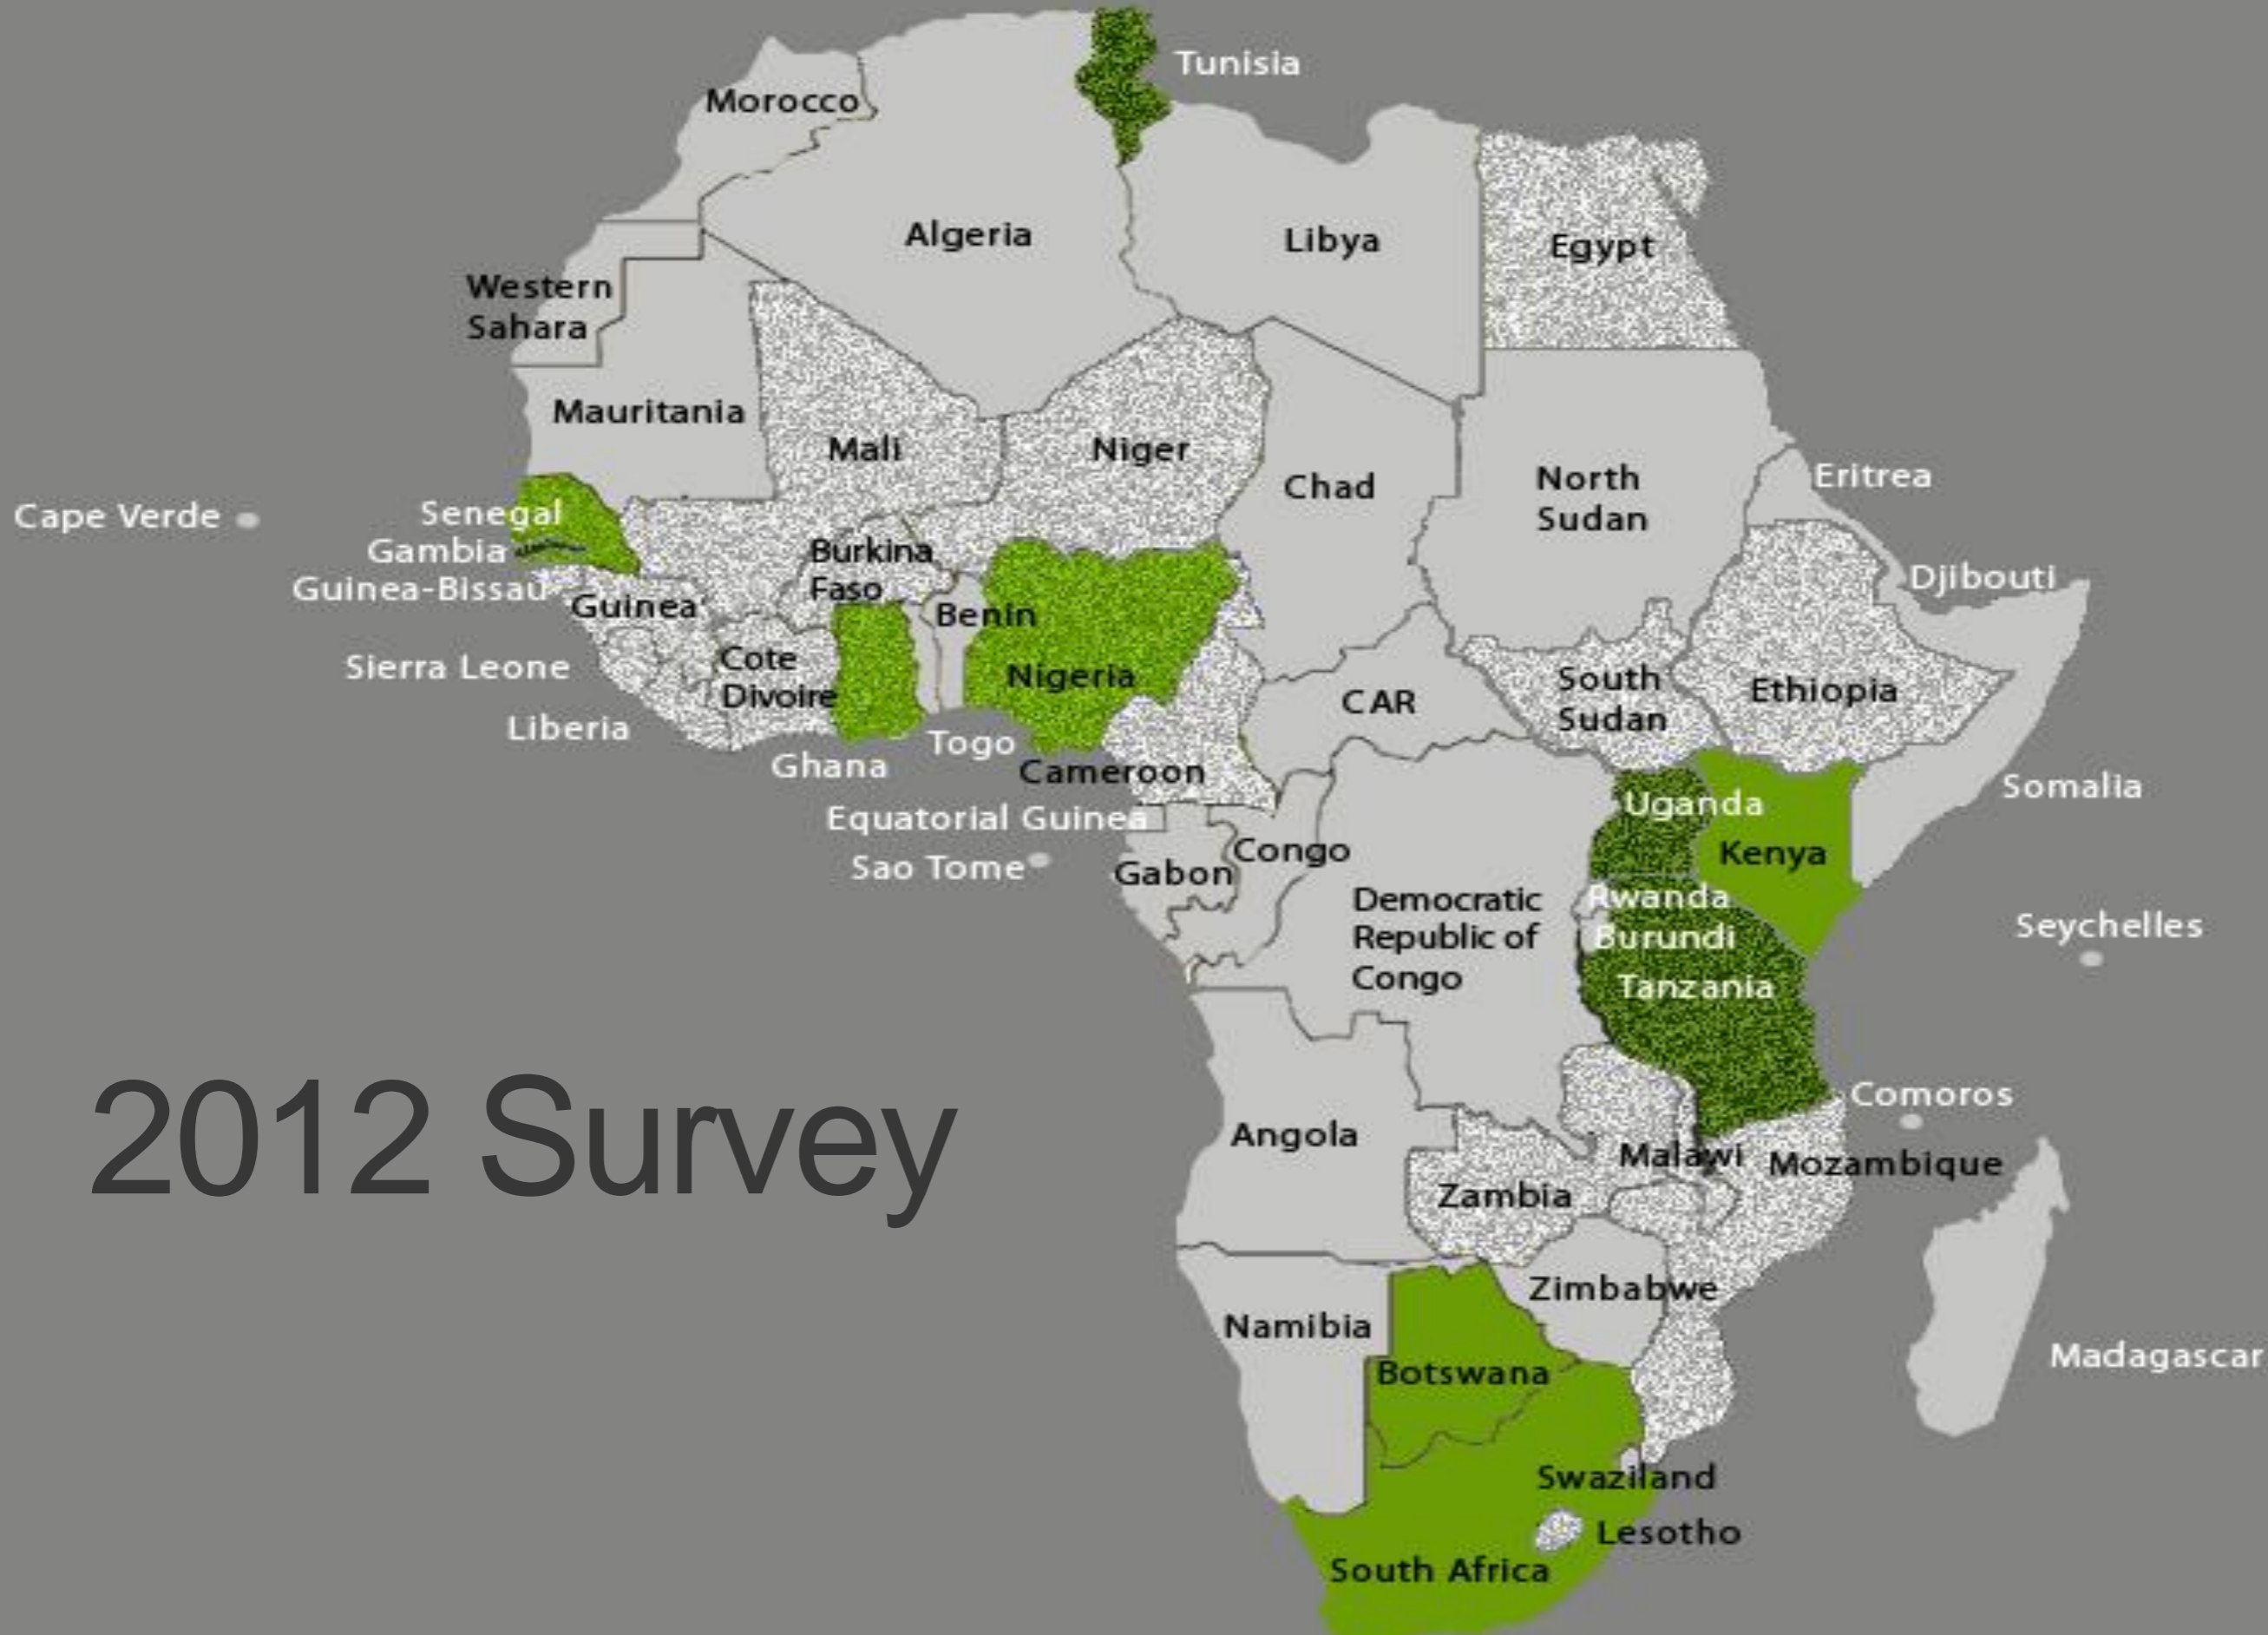 Tunisia
Morocco
Algeria
Libya
Egypt
Western
Sahara
Mauritania
Mali
Niger
Chad
North
Sudan
Eritrea
Cape Verde
Senegal
Gambia
Guinea-Bissau
Guinea
Burkina
Faso
Benin
Djibouti
Sierra Leone
Cote
Divoire
Nigeria
CAR
South
Sudan
Ethiopia
Liberia
Ghana
Togo
Cameroon
Somalia
Equatorial Guinea
Sao Tome
Gabon
Congo
Uganda
Kenya
Democratic
Republic of
Congo
Rwanda
Burundi
Tanzania
Seychelles
2012 Survey
Comoros
Angola
Malawi
Mozambique
Zambia
Zimbabwe
Namibia
Botswana
Madagascar
Swaziland
Lesotho
South Africa